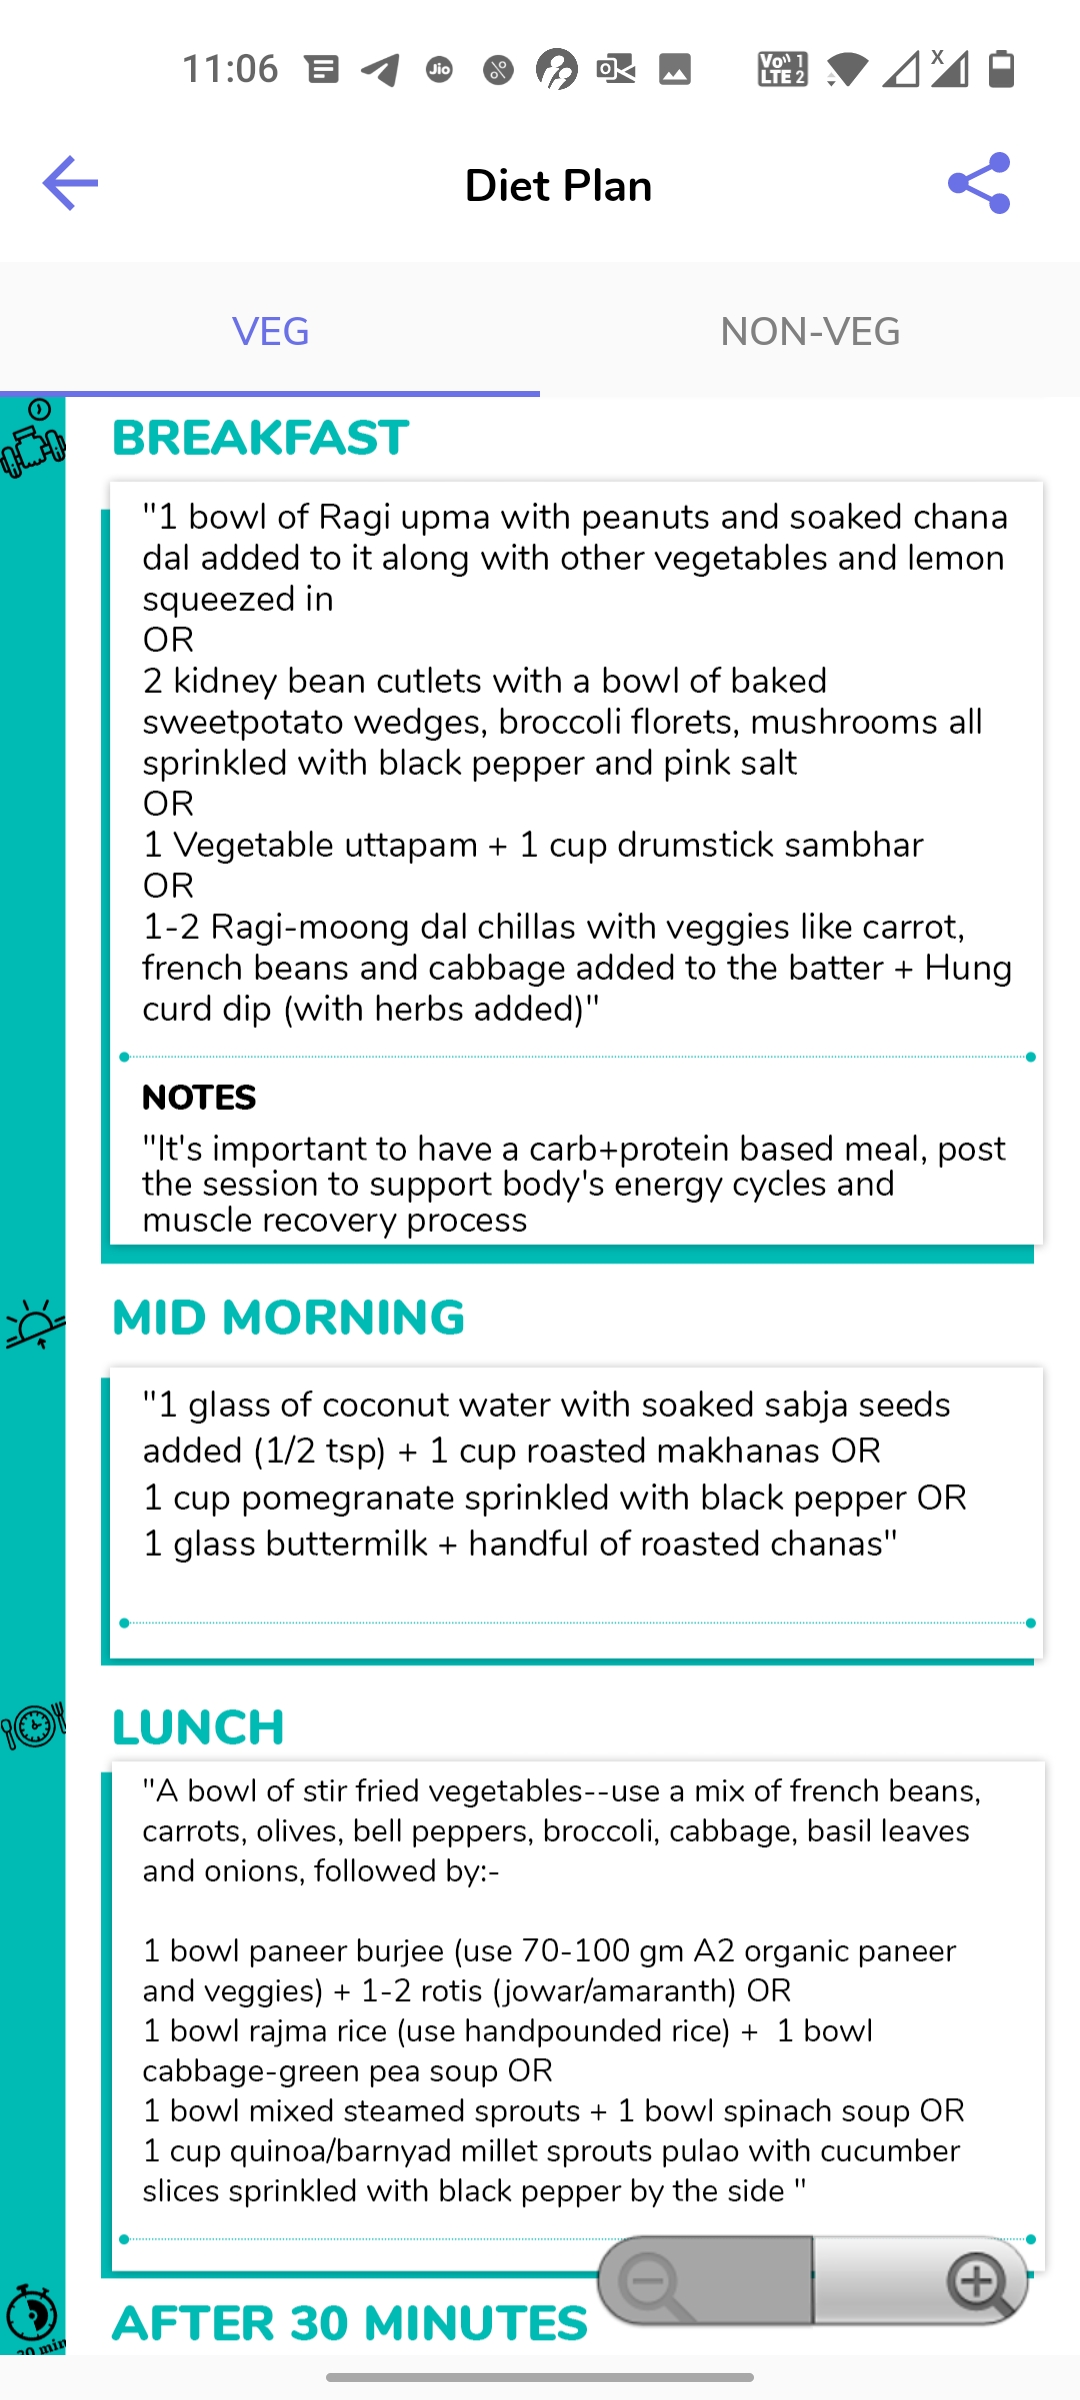 11:06
Jio
Vo)) 1
LTE 2
X
Diet Plan
VEG
NON-VEG
BREAKFAST
"1 bowl of Ragi upma with peanuts and soaked chana
dal added to it along with other vegetables and lemon
squeezed in
OR
2 kidney bean cutlets with a bowl of baked
sweetpotato wedges, broccoli florets, mushrooms all
sprinkled with black pepper and pink salt
OR
1 Vegetable uttapam + 1 cup drumstick sambhar
OR
1-2 Ragi-moong dal chillas with veggies like carrot,
french beans and cabbage added to the batter + Hung
curd dip (with herbs added)"
NOTES
"It's important to have a carb+protein based meal, post
the session to support body's energy cycles and
muscle recovery process
MID MORNING
"1 glass of coconut water with soaked sabja seeds
added (1/2 tsp) + 1 cup roasted makhanas OR
1 cup pomegranate sprinkled with black pepper OR
1 glass buttermilk + handful of roasted chanas"
LUNCH
"A bowl of stir fried vegetables--use a mix of french beans,
carrots, olives, bell peppers, broccoli, cabbage, basil leaves
and onions, followed by:-
1 bowl paneer burjee (use 70-100 gm A2 organic paneer
and veggies) + 1-2 rotis (jowar/amaranth) OR
1 bowl rajma rice (use handpounded rice) + 1 bowl
cabbage-green pea soup OR
1 bowl mixed steamed sprouts + 1 bowl spinach soup OR
1 cup quinoa/barnyad millet sprouts pulao with cucumber
slices sprinkled with black pepper by the side "
AFTER 30 MINUTES